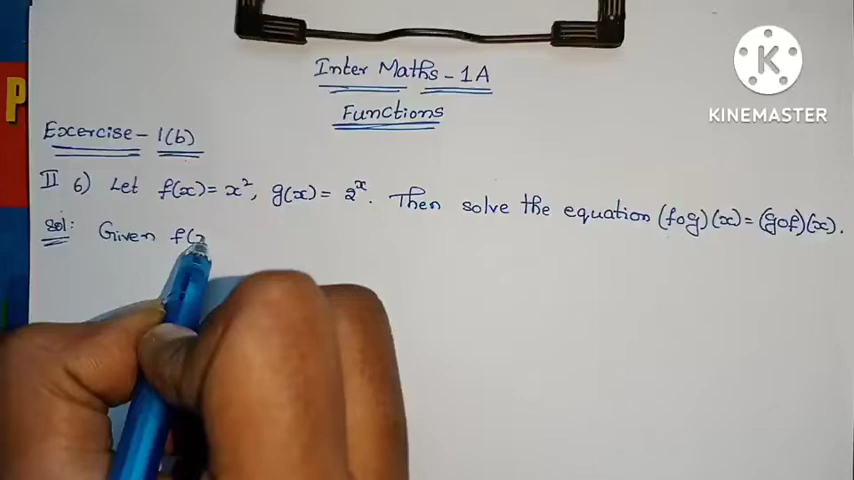 Inter Maths - 1A
KINEMASTER
Functions
Excercise - 1(b)
II 6) Let f(x) = x², g(x) = 2ˣ. Then solve the equation (fog)(x) = (gof)(x).
Sol: Given f(x
P